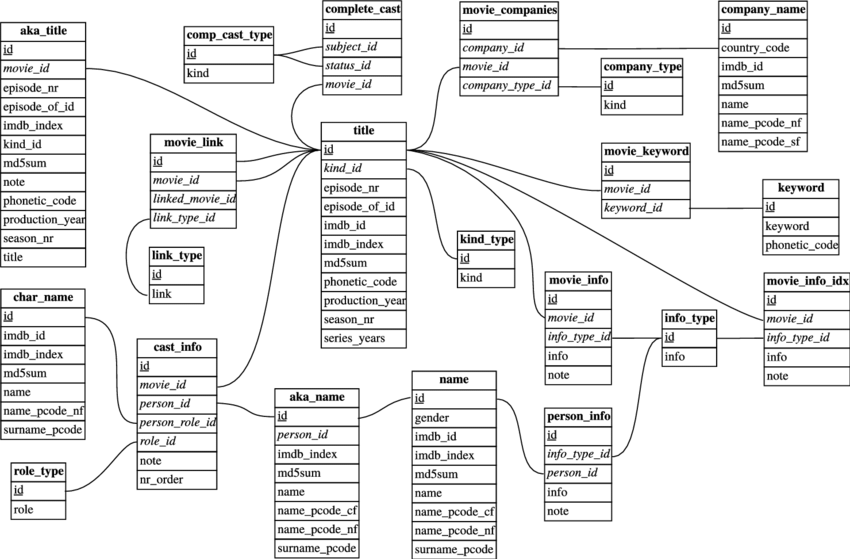 aka_title
id
movie_id
episode_nr
episode_of_id
imdb_index
kind_id
md5sum
note
phonetic_code
production_year
season_nr
title
comp_cast_type
id
kind
complete_cast
id
subject_id
status_id
movie_id
movie_companies
id
company_id
movie_id
company_type_id
company_type
id
kind
company_name
id
country_code
imdb_id
md5sum
name
name_pcode_nf
name_pcode_sf
movie_link
id
movie_id
linked_movie_id
link_type_id
link_type
id
link
title
id
kind_id
episode_nr
episode_of_id
imdb_id
imdb_index
md5sum
phonetic_code
production_year
season_nr
series_years
kind_type
id
kind
movie_keyword
id
movie_id
keyword_id
keyword
id
keyword
phonetic_code
char_name
id
imdb_id
imdb_index
md5sum
name
name_pcode_nf
surname_pcode
cast_info
id
movie_id
person_id
person_role_id
role_id
note
nr_order
role_type
id
role
aka_name
id
person_id
imdb_index
md5sum
name
name_pcode_cf
name_pcode_nf
surname_pcode
name
id
gender
imdb_id
imdb_index
md5sum
name
name_pcode_cf
name_pcode_nf
surname_pcode
movie_info
id
movie_id
info_type_id
info
note
person_info
id
info_type_id
person_id
info
note
info_type
id
info
movie_info_idx
id
movie_id
info_type_id
info
note